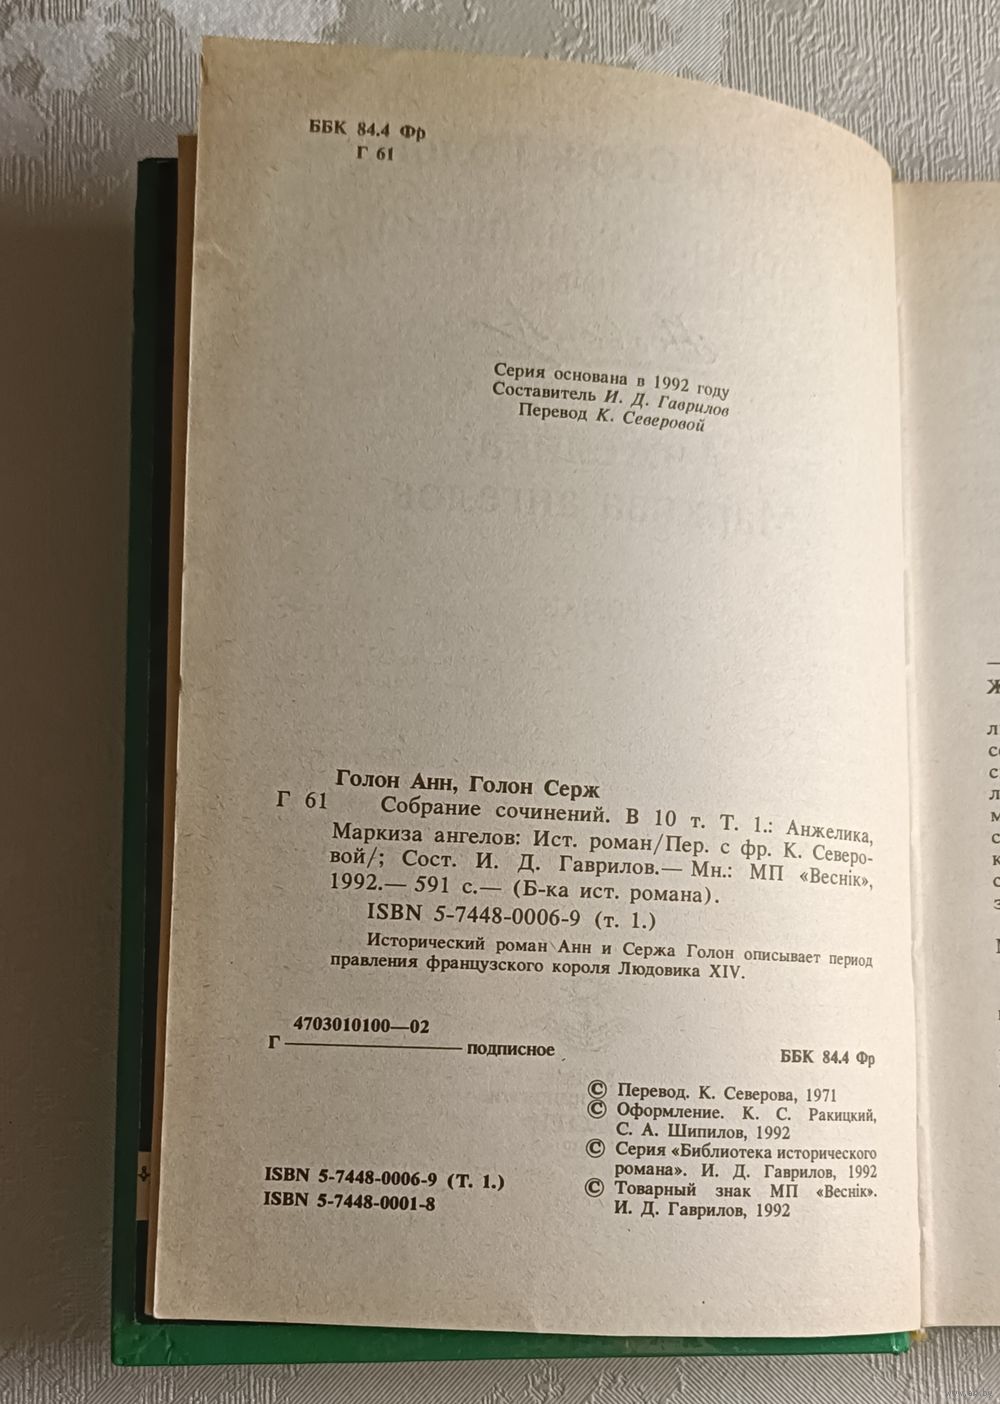 ББК 84.4 Фр
Г 61
Серия основана в 1992 году
Составитель И. Д. Гаврилов
Перевод К. Северовой
Голон Анн, Голон Серж
Г 61 Собрание сочинений. В 10 т. Т. 1.: Анжелика,
Маркиза ангелов: Ист. роман/Пер. с фр. К. Северо-
вой/; Сост. И. Д. Гаврилов.— Мн.: МП «Веснік»,
1992.— 591 с.— (Б-ка ист. романа).
ISBN 5-7448-0006-9 (т. 1.)
Исторический роман Анн и Сержа Голон описывает период
правления французского короля Людовика XIV.
4703010100—02
Г — подписное
ББК 84.4 Фр
© Перевод. К. Северова, 1971
© Оформление. К. С. Ракицкий,
С. А. Шипилов, 1992
© Серия «Библиотека исторического
романа». И. Д. Гаврилов, 1992
© Товарный знак МП «Веснік».
И. Д. Гаврилов, 1992
ISBN 5-7448-0006-9 (Т. 1.)
ISBN 5-7448-0001-8